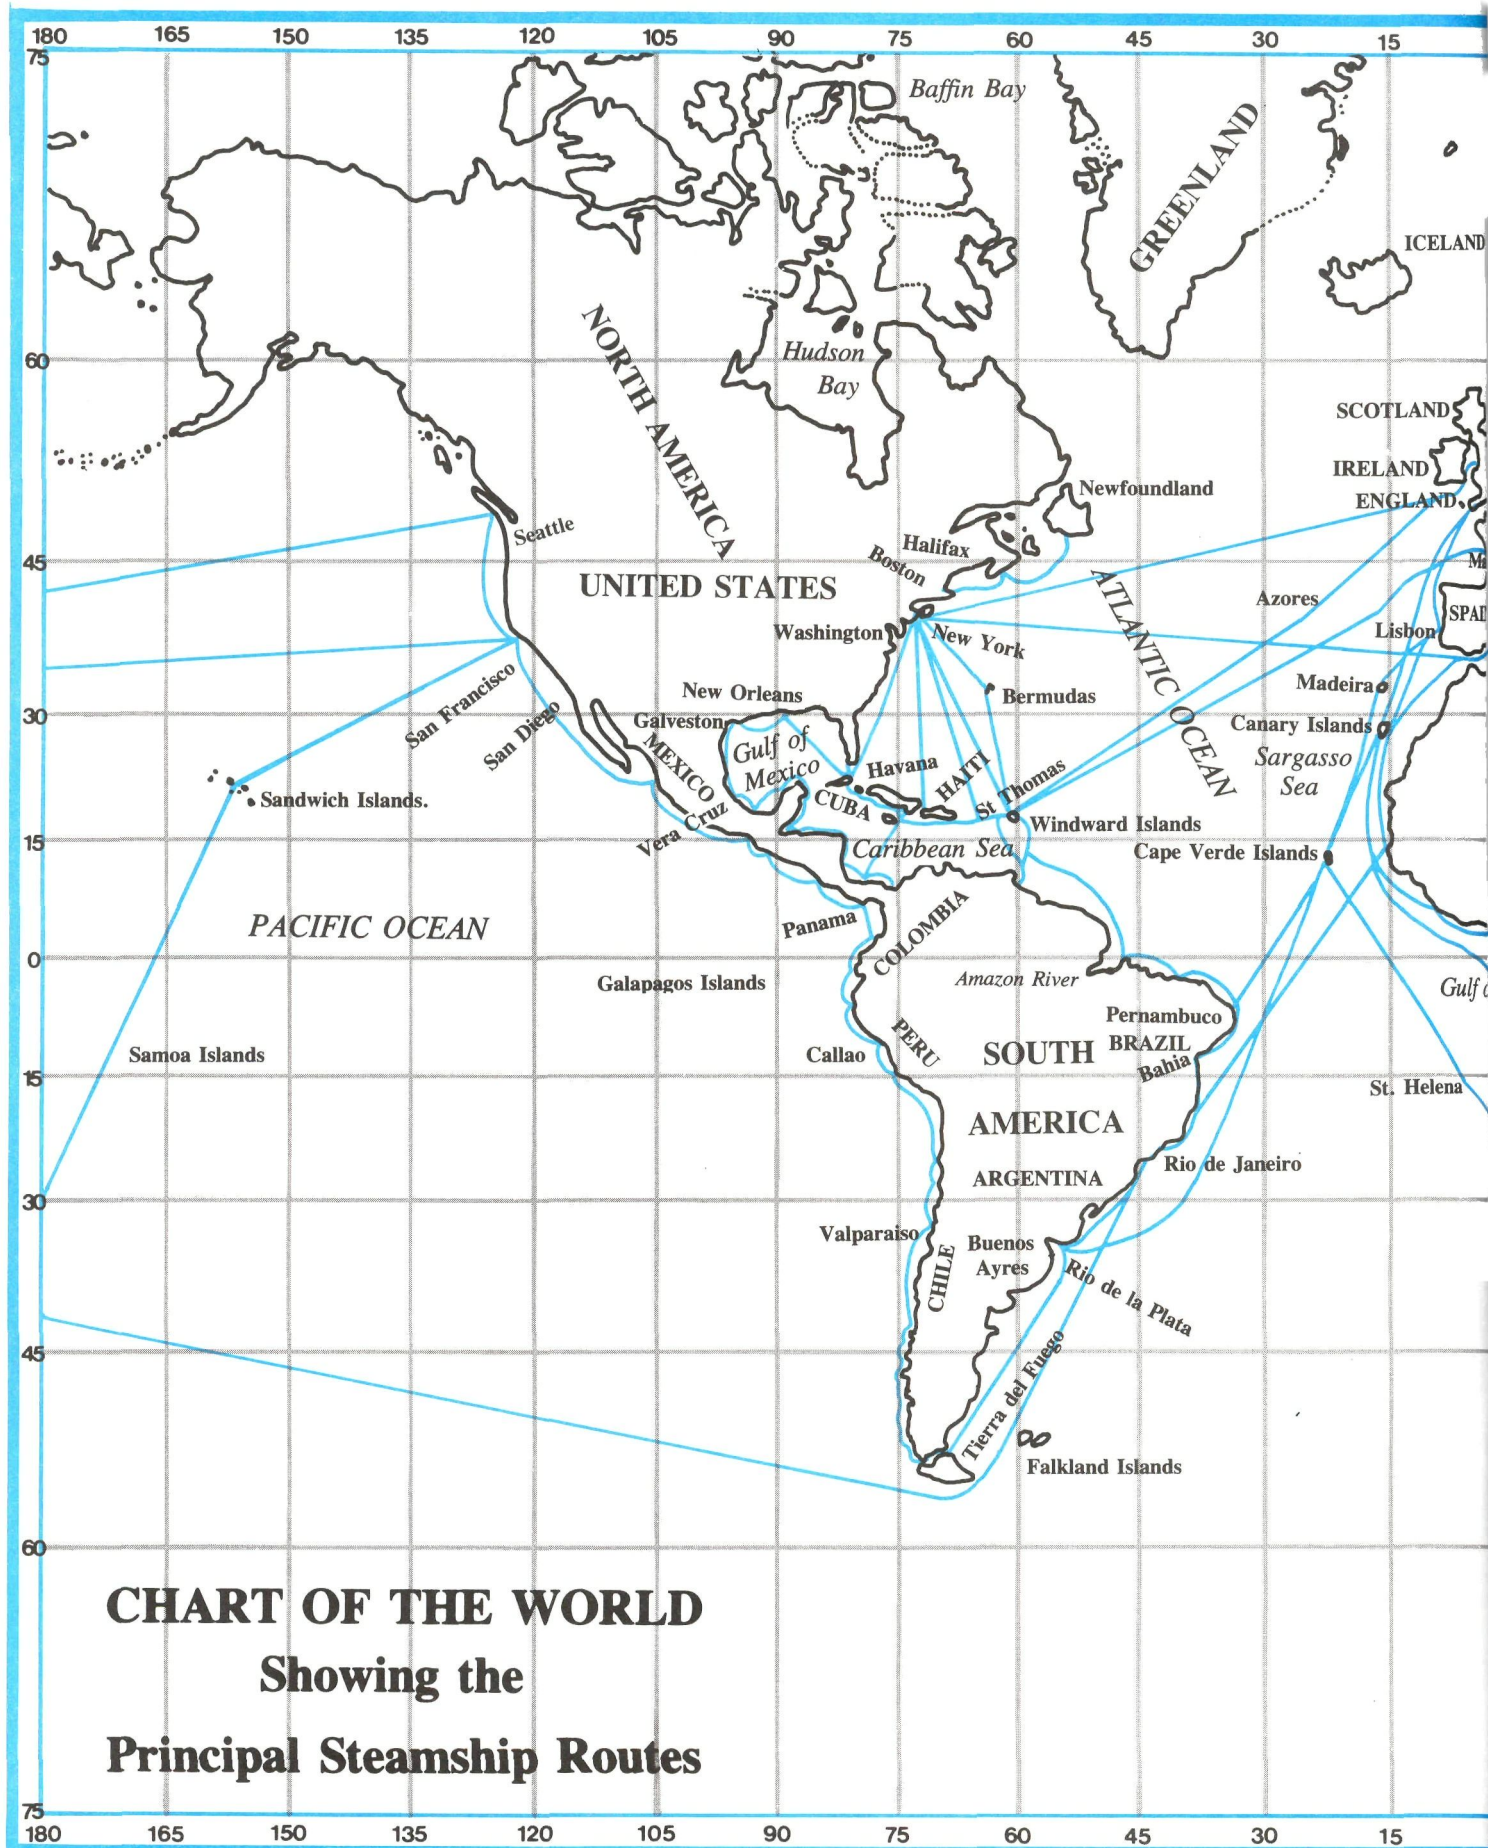 180 165 150 135 120 105 90 75 60 45 30 15
75
Baffin Bay
GREENLAND
ICELAND
60
NORTH AMERICA
Hudson
Bay
SCOTLAND
IRELAND
ENGLAND
Newfoundland
Seattle
Halifax
Boston
45
UNITED STATES
ATLANTIC OCEAN
Azores
SPAI
Washington
New York
Lisbon
San Francisco
San Diego
New Orleans
Bermudas
Madeira
30
Galveston
Canary Islands
MEXICO
Gulf of
Mexico
Havana
HAITI
Sargasso
Sea
Sandwich Islands.
CUBA
St Thomas
Vera Cruz
Windward Islands
15
Caribbean Sea
Cape Verde Islands
PACIFIC OCEAN
Panama
COLOMBIA
0
Galapagos Islands
Amazon River
Gulf
Pernambuco
Samoa Islands
Callao
PERU
SOUTH
BRAZIL
Bahia
15
St. Helena
AMERICA
Rio de Janeiro
ARGENTINA
30
Valparaiso
CHILE
Buenos
Ayres
Rio de la Plata
45
Tierra del Fuego
Falkland Islands
60
CHART OF THE WORLD
Showing the
Principal Steamship Routes
75
180 165 150 135 120 105 90 75 60 45 30 15